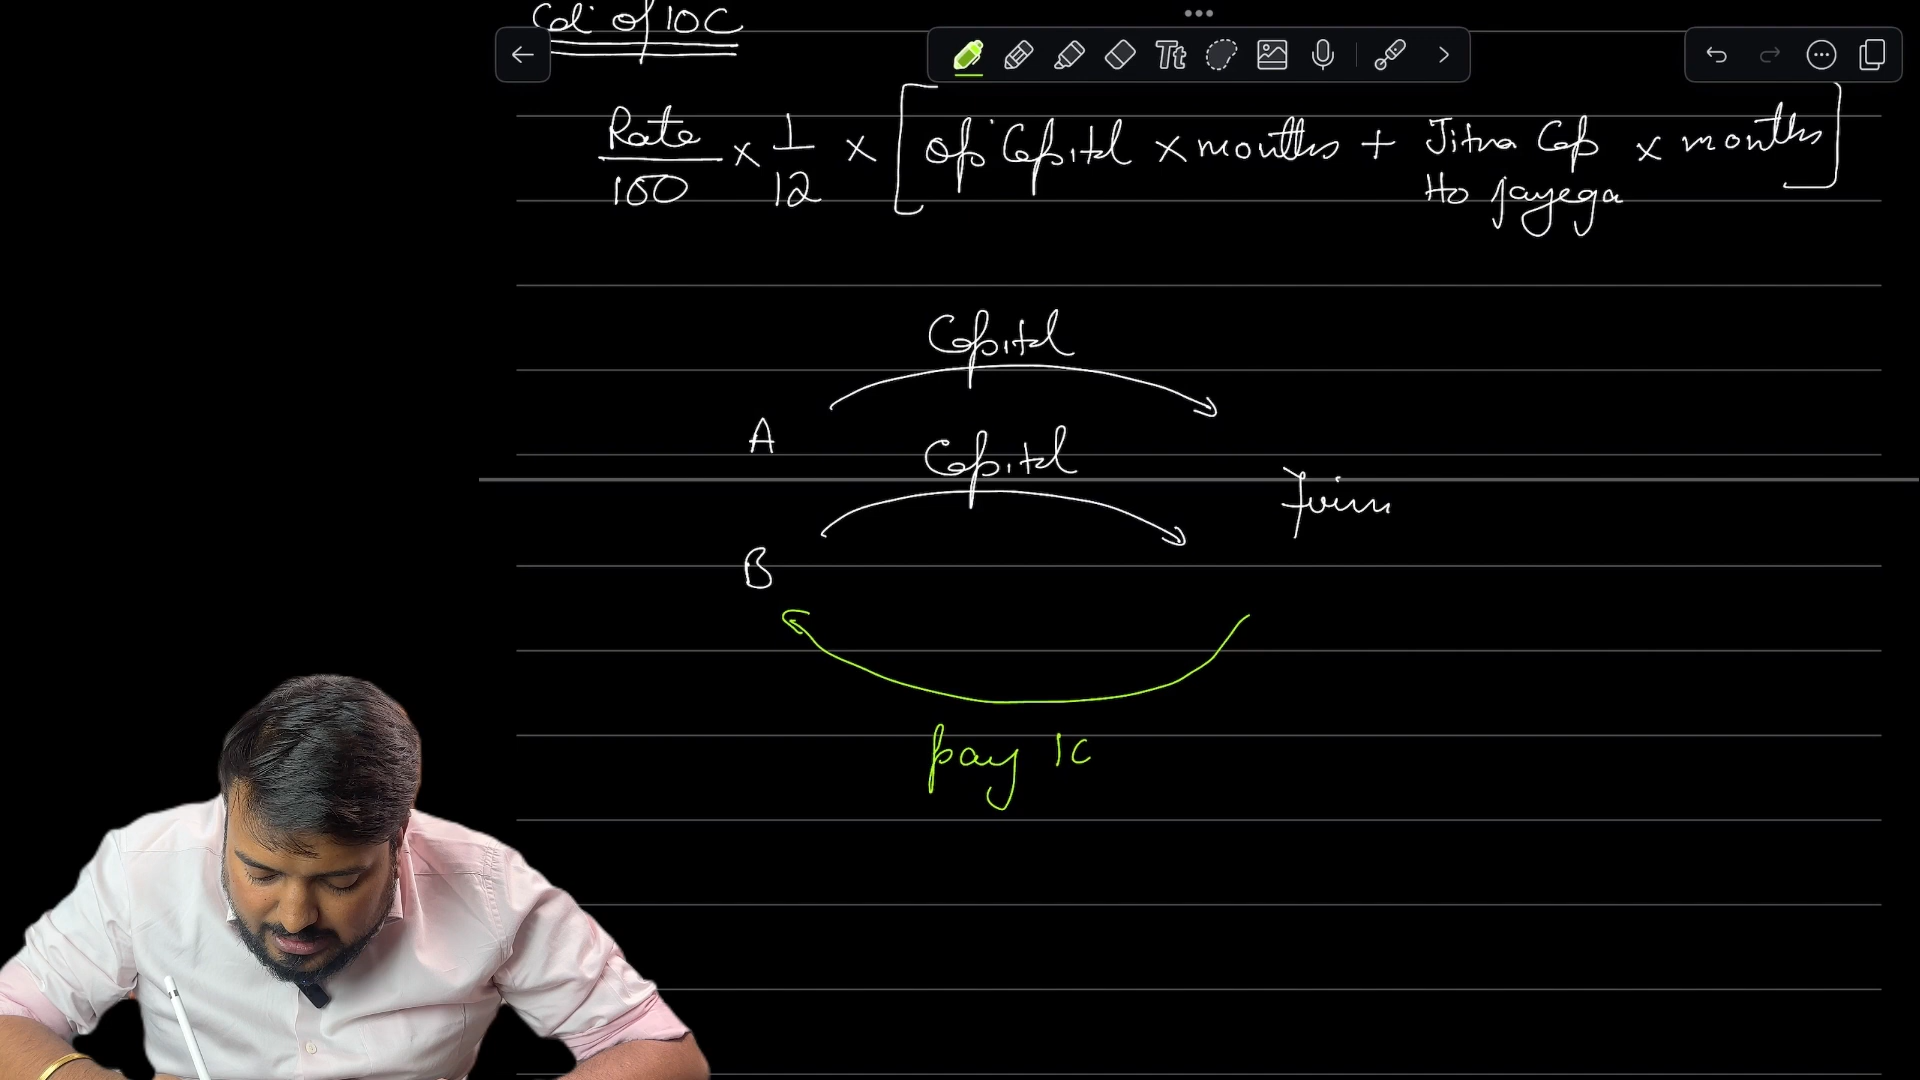 Cal. of IOC
Tt
Rate / 100 × 1 / 12 × [ Op. Capital × months + Jitna Cap Ho jayega × months ]
Capital
A
Capital
firm
B
pay IC